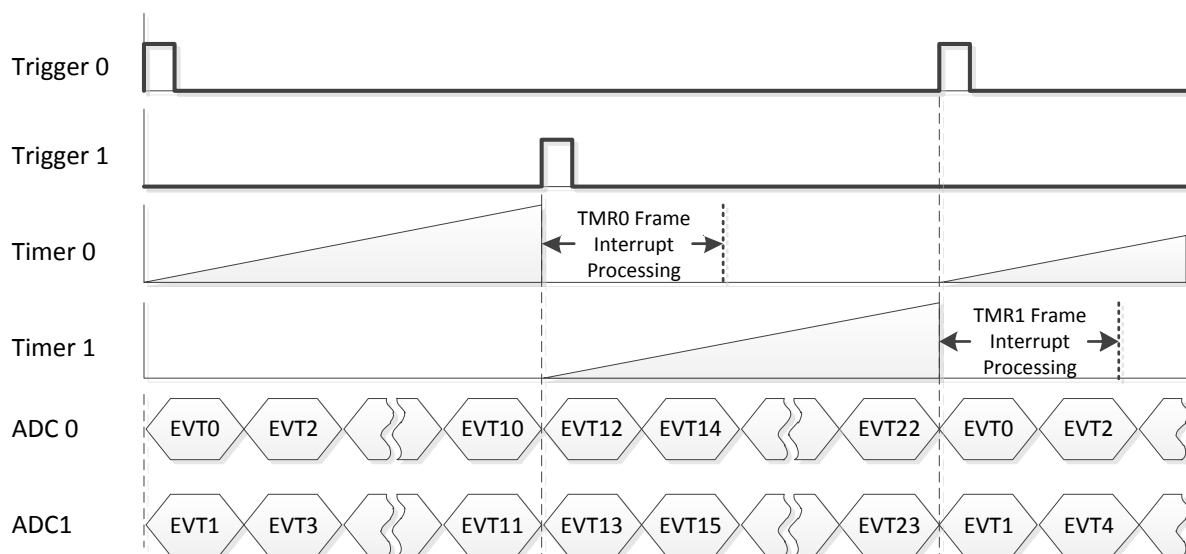 Trigger 0
Trigger 1
Timer 0
TMR0 Frame
Interrupt
Processing
Timer 1
TMR1 Frame
Interrupt
Processing
ADC 0
EVT0 EVT2 EVT10 EVT12 EVT14 EVT22 EVT0 EVT2
ADC1
EVT1 EVT3 EVT11 EVT13 EVT15 EVT23 EVT1 EVT4